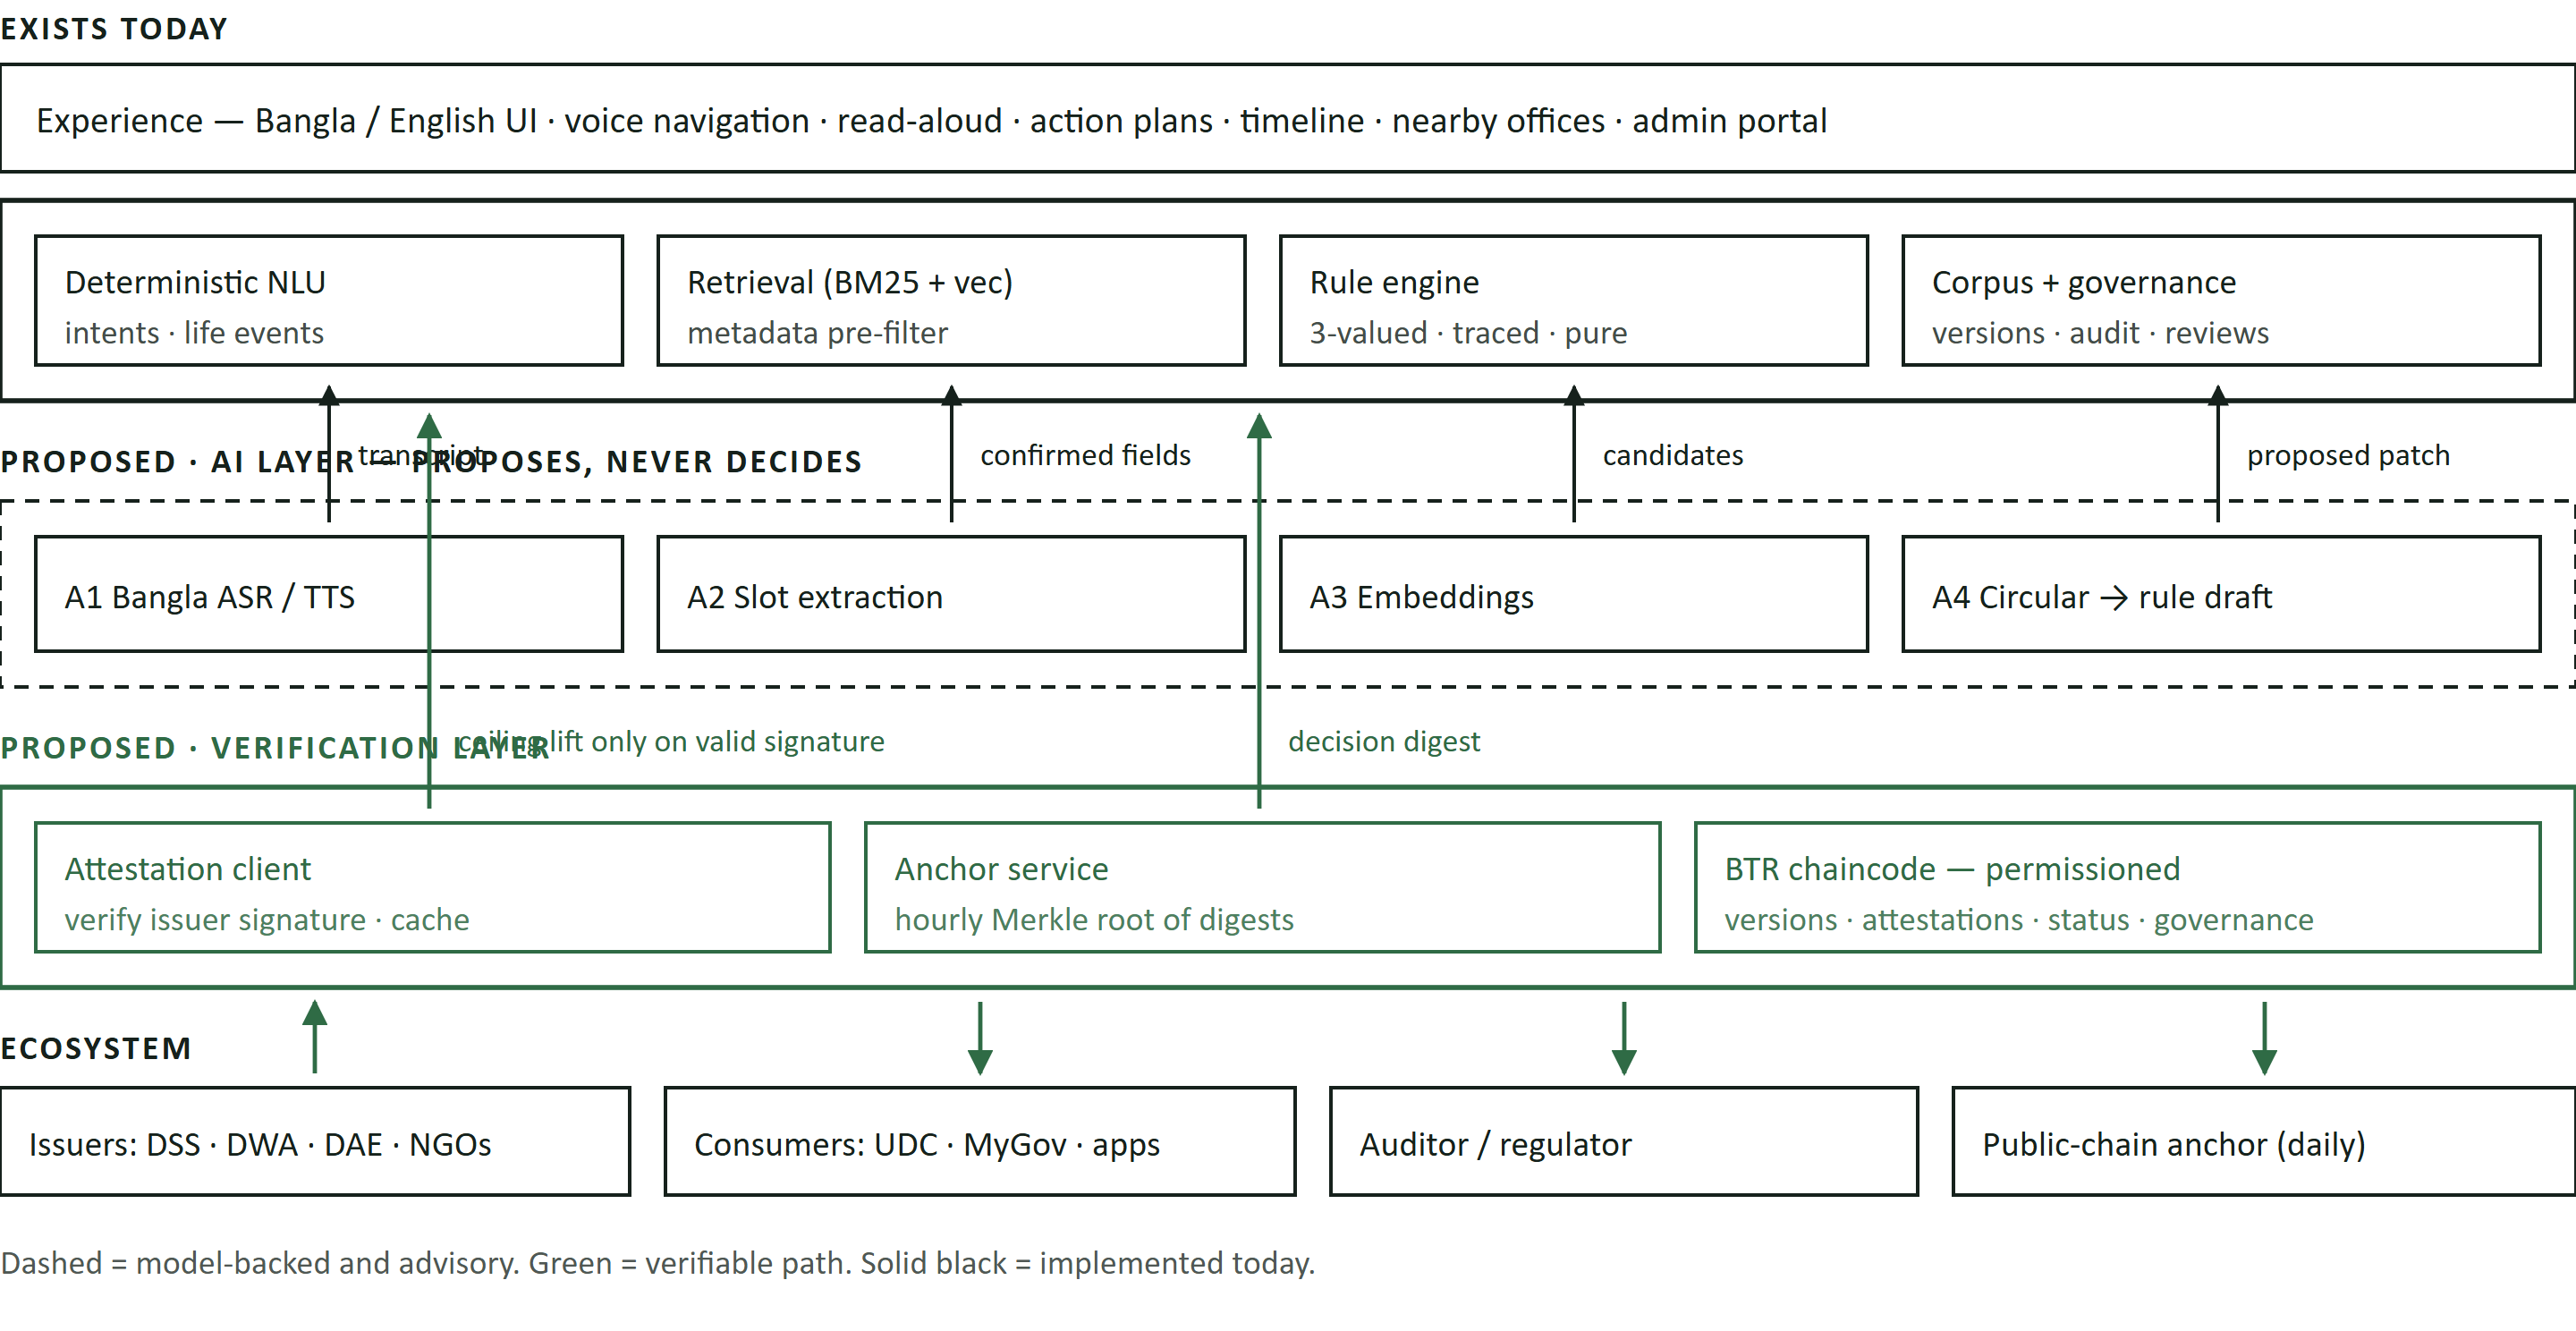 EXISTS TODAY
Experience — Bangla / English UI · voice navigation · read-aloud · action plans · timeline · nearby offices · admin portal
Deterministic NLU
intents · life events
Retrieval (BM25 + vec)
metadata pre-filter
Rule engine
3-valued · traced · pure
Corpus + governance
versions · audit · reviews
PROPOSED · AI LAYER — PROPOSES, NEVER DECIDES
transcript
confirmed fields
candidates
proposed patch
A1 Bangla ASR / TTS
A2 Slot extraction
A3 Embeddings
A4 Circular → rule draft
PROPOSED · VERIFICATION LAYER
ceiling lift only on valid signature
decision digest
Attestation client
verify issuer signature · cache
Anchor service
hourly Merkle root of digests
BTR chaincode — permissioned
versions · attestations · status · governance
ECOSYSTEM
Issuers: DSS · DWA · DAE · NGOs
Consumers: UDC · MyGov · apps
Auditor / regulator
Public-chain anchor (daily)
Dashed = model-backed and advisory. Green = verifiable path. Solid black = implemented today.